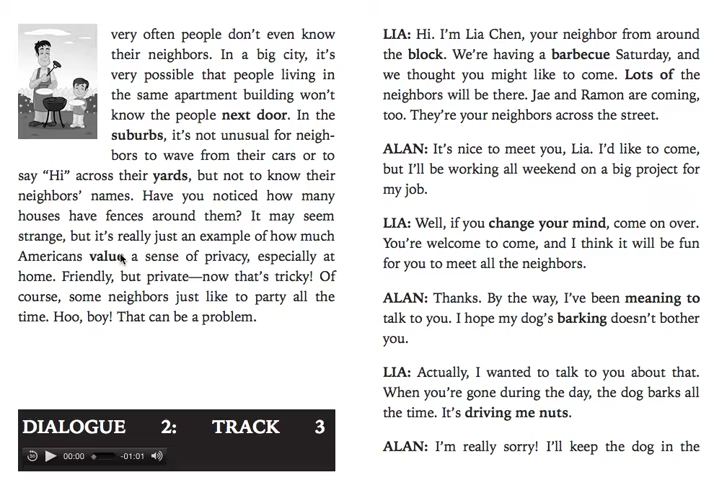 very often people don’t even know
their neighbors. In a big city, it’s
very possible that people living in
the same apartment building won’t
know the people next door. In the
suburbs, it’s not unusual for neigh-
bors to wave from their cars or to
say “Hi” across their yards, but not to know their
neighbors’ names. Have you noticed how many
houses have fences around them? It may seem
strange, but it’s really just an example of how much
Americans value a sense of privacy, especially at
home. Friendly, but private—now that’s tricky! Of
course, some neighbors just like to party all the
time. Hoo, boy! That can be a problem.
DIALOGUE 2: TRACK 3
30 00:00 -01:01
LIA: Hi. I’m Lia Chen, your neighbor from around
the block. We’re having a barbecue Saturday, and
we thought you might like to come. Lots of the
neighbors will be there. Jae and Ramon are coming,
too. They’re your neighbors across the street.
ALAN: It’s nice to meet you, Lia. I’d like to come,
but I’ll be working all weekend on a big project for
my job.
LIA: Well, if you change your mind, come on over.
You’re welcome to come, and I think it will be fun
for you to meet all the neighbors.
ALAN: Thanks. By the way, I’ve been meaning to
talk to you. I hope my dog’s barking doesn’t bother
you.
LIA: Actually, I wanted to talk to you about that.
When you’re gone during the day, the dog barks all
the time. It’s driving me nuts.
ALAN: I’m really sorry! I’ll keep the dog in the